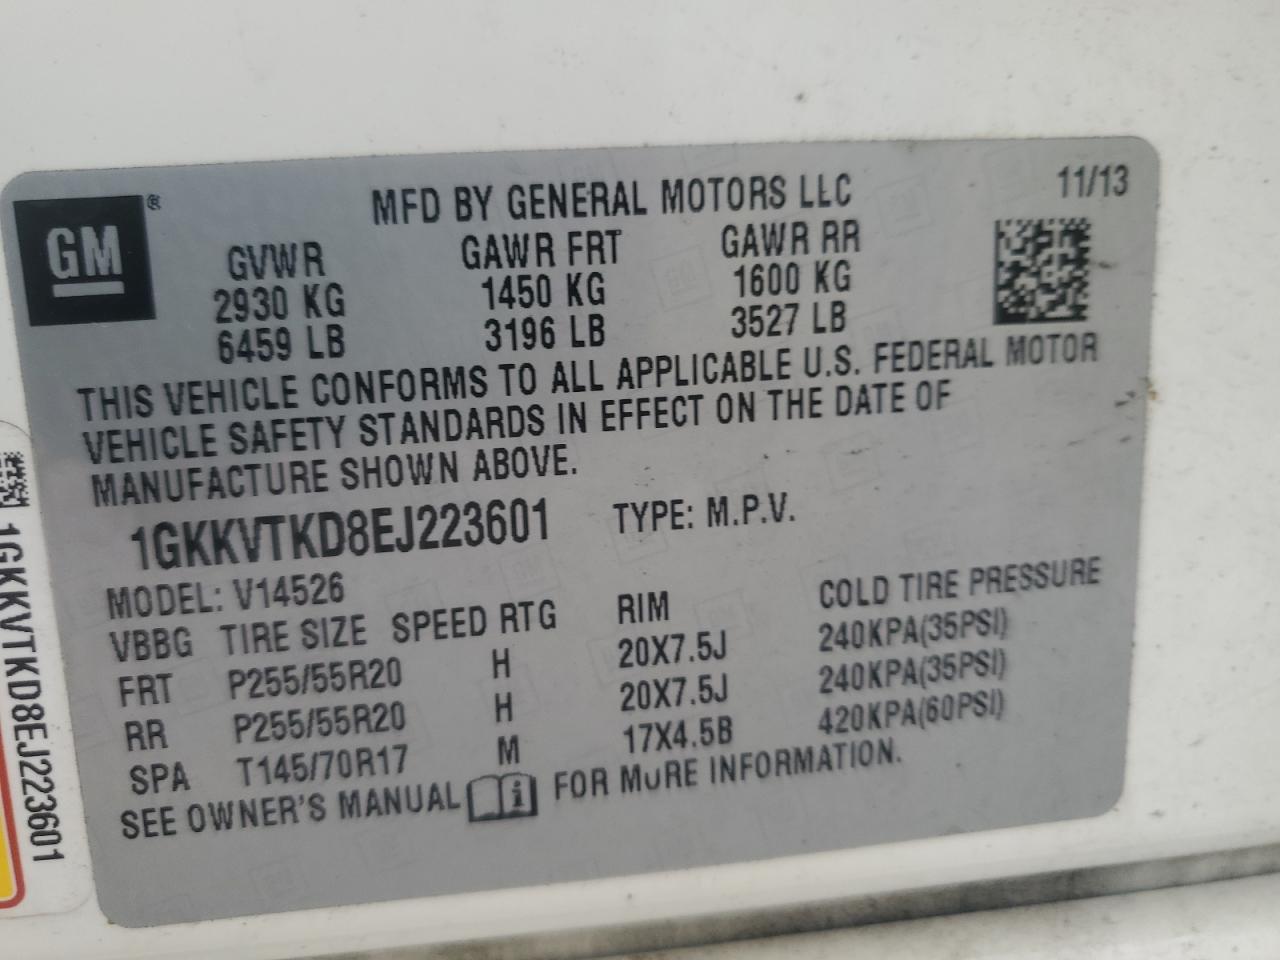 GM ®
MFD BY GENERAL MOTORS LLC 11/13
GVWR GAWR FRT GAWR RR
2930 KG 1450 KG 1600 KG
6459 LB 3196 LB 3527 LB
THIS VEHICLE CONFORMS TO ALL APPLICABLE U.S. FEDERAL MOTOR
VEHICLE SAFETY STANDARDS IN EFFECT ON THE DATE OF
MANUFACTURE SHOWN ABOVE.
1GKKVTKD8EJ223601 TYPE: M.P.V.
MODEL: V14526
VBBG TIRE SIZE SPEED RTG RIM COLD TIRE PRESSURE
FRT P255/55R20 H 20X7.5J 240KPA(35PSI)
RR P255/55R20 H 20X7.5J 240KPA(35PSI)
SPA T145/70R17 M 17X4.5B 420KPA(60PSI)
SEE OWNER'S MANUAL i FOR MORE INFORMATION.
1GKKVTKD8EJ223601